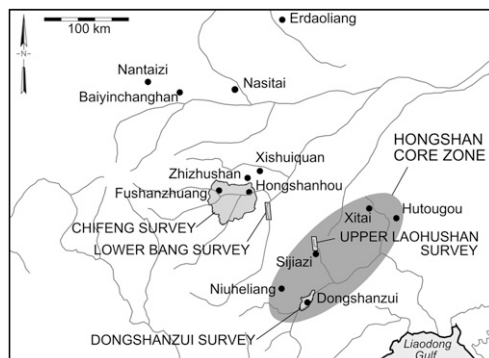 Erdaoliang
100 km
N
Nantaizi
Nasitai
Baiyinchanghan
HONGSHAN
CORE ZONE
Xishuiquan
Zhizhushan
Fushanzhuang
Hongshanhou
Xitai
Hutougou
CHIFENG SURVEY
LOWER BANG SURVEY
UPPER LAOHUSHAN
SURVEY
Sijiazi
Niuheliang
Dongshanzui
DONGSHANZUI SURVEY
Liaodong
Gulf